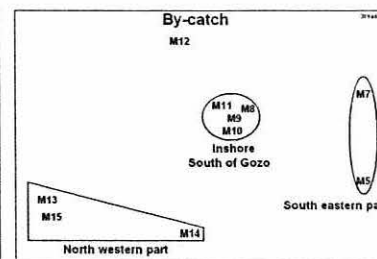 By-catch
M12
M7
M11 M8
M9
M10
Inshore
South of Gozo
M5
South eastern pa
M13
M15
M14
North western part